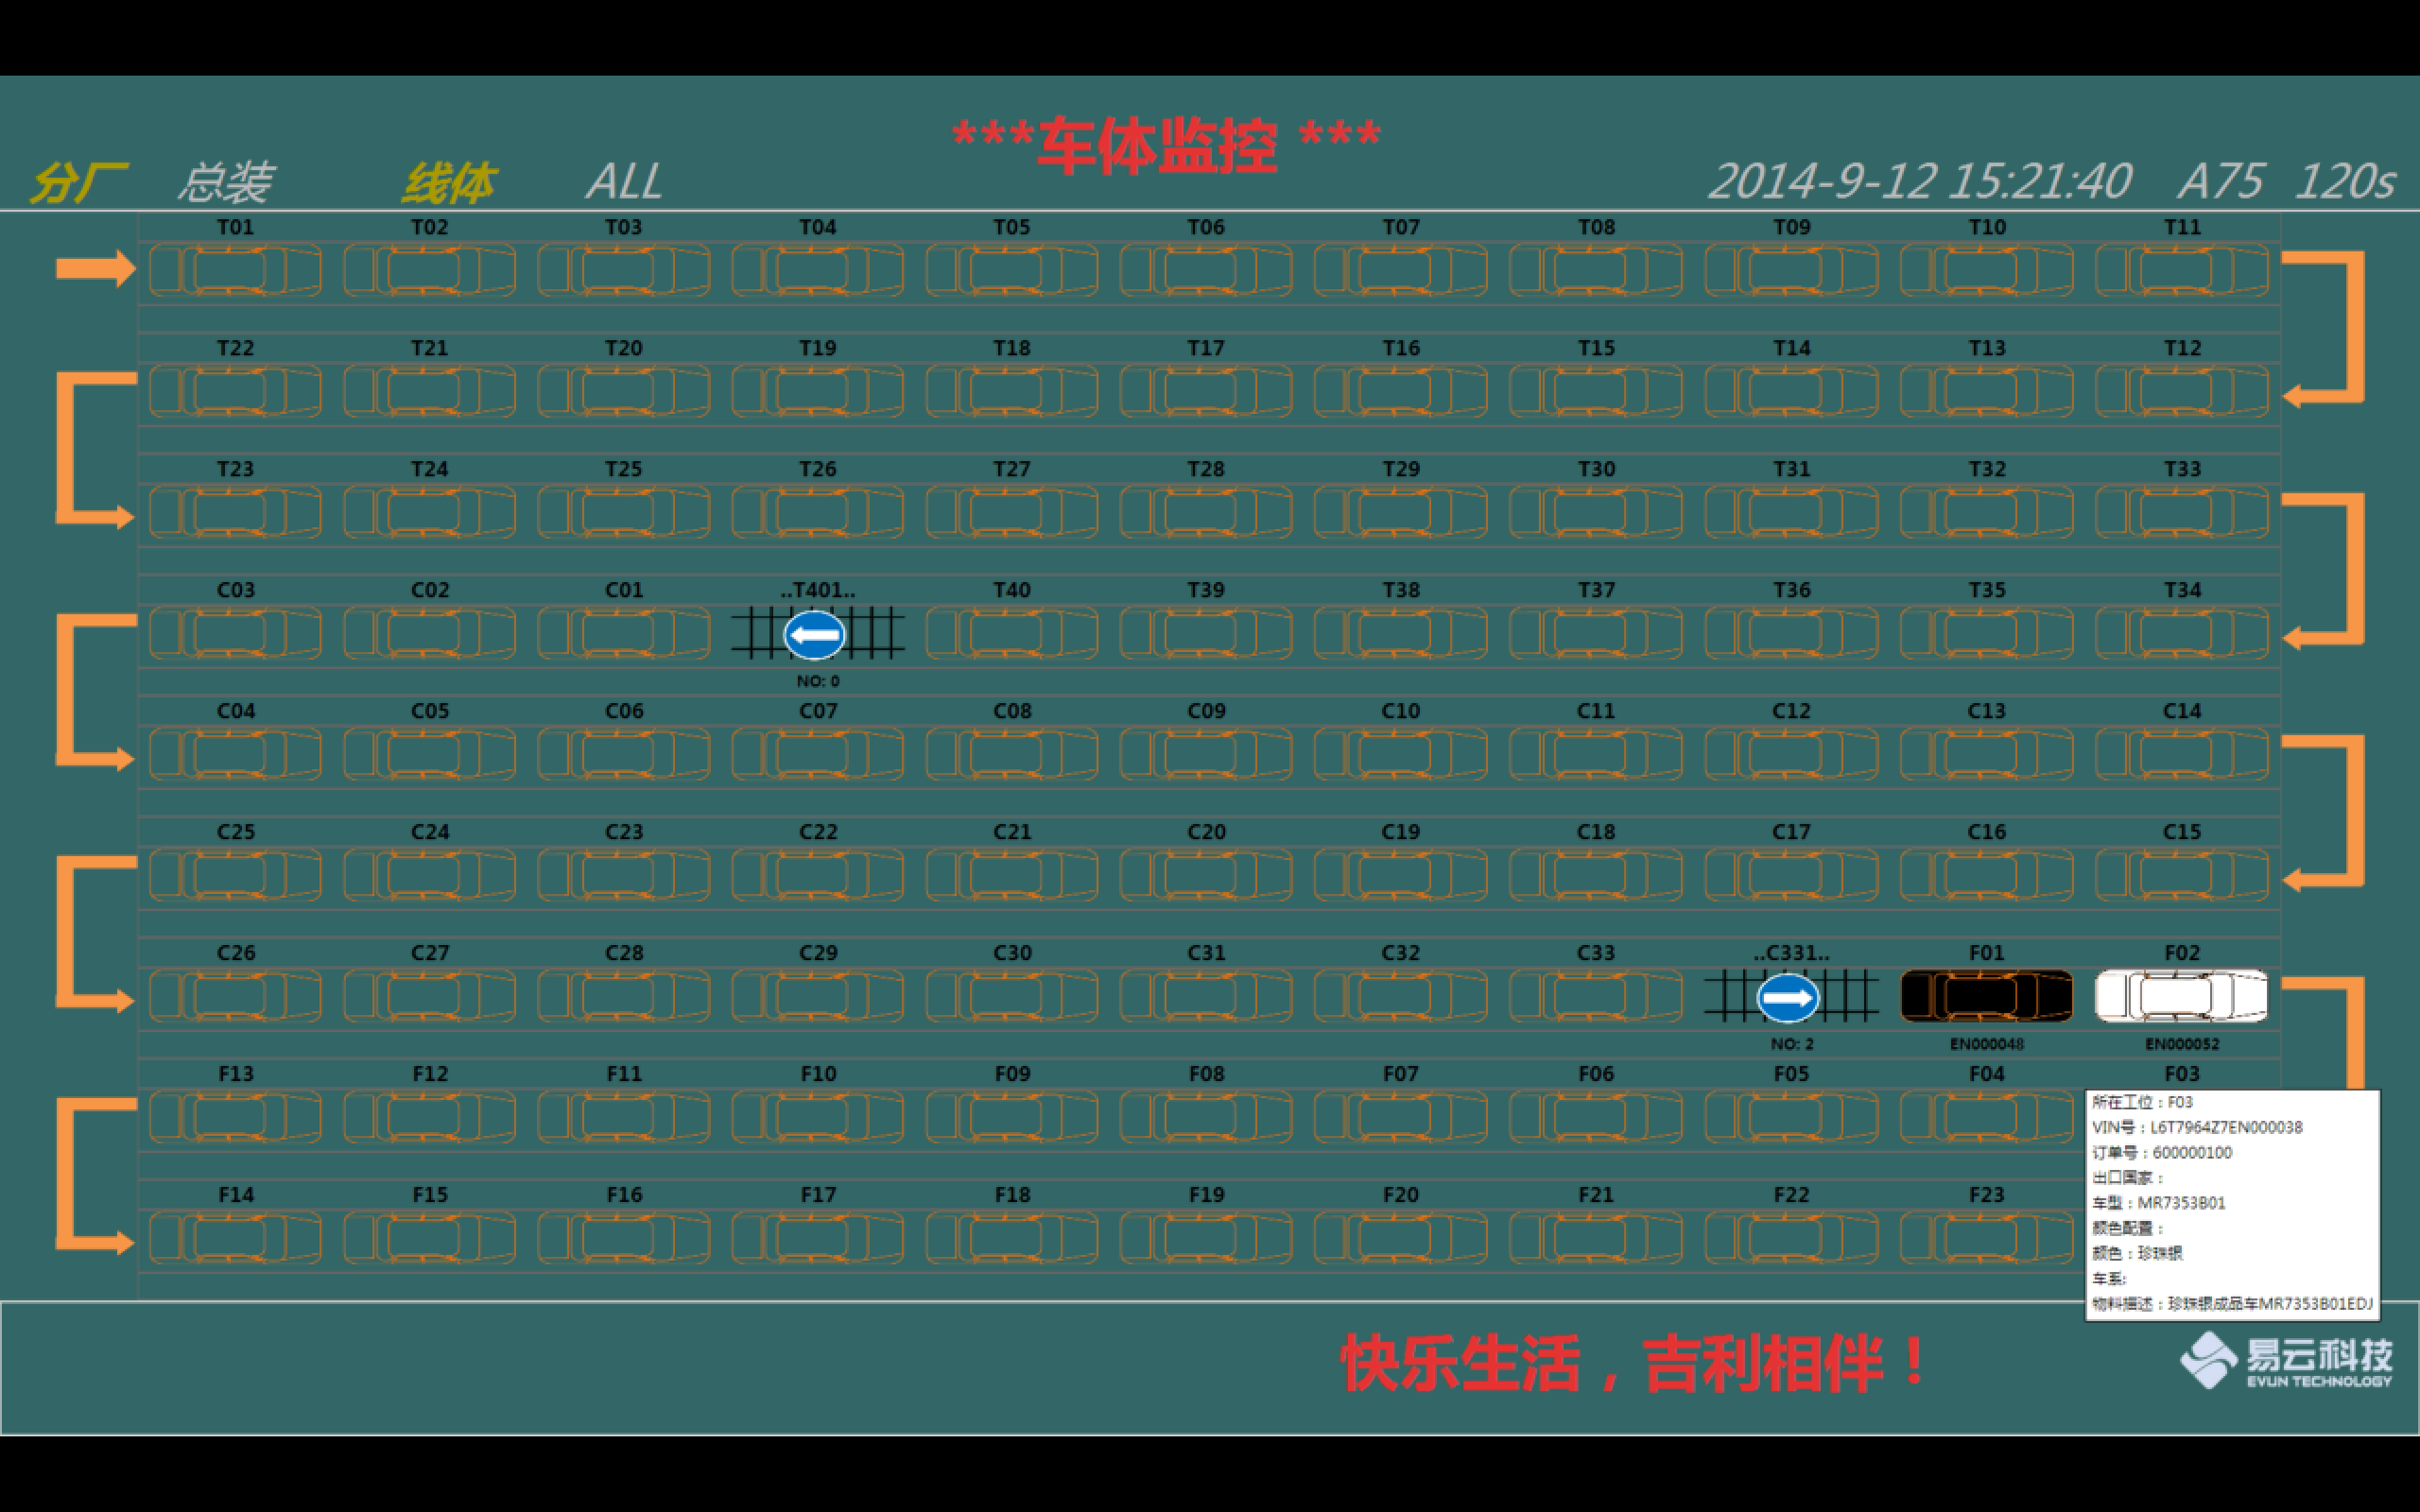 ***车体监控 ***
分厂 总装 线体 ALL 2014-9-12 15:21:40 A75 120s
T01 T02 T03 T04 T05 T06 T07 T08 T09 T10 T11
T22 T21 T20 T19 T18 T17 T16 T15 T14 T13 T12
T23 T24 T25 T26 T27 T28 T29 T30 T31 T32 T33
C03 C02 C01 ..T401.. T40 T39 T38 T37 T36 T35 T34
NO: 0
C04 C05 C06 C07 C08 C09 C10 C11 C12 C13 C14
C25 C24 C23 C22 C21 C20 C19 C18 C17 C16 C15
C26 C27 C28 C29 C30 C31 C32 C33 ..C331.. F01 F02
NO: 2 EN000048 EN000052
F13 F12 F11 F10 F09 F08 F07 F06 F05 F04 F03
所在工位：F03
VIN号：L6T7964Z7EN000038
订单号：600000100
出口国家：
车型：MR7353B01
颜色配置：
颜色：珍珠银
车系:
物料描述：珍珠银成品车MR7353B01EDJ
F14 F15 F16 F17 F18 F19 F20 F21 F22 F23
快乐生活，吉利相伴！
易云科技
EVUN TECHNOLOGY